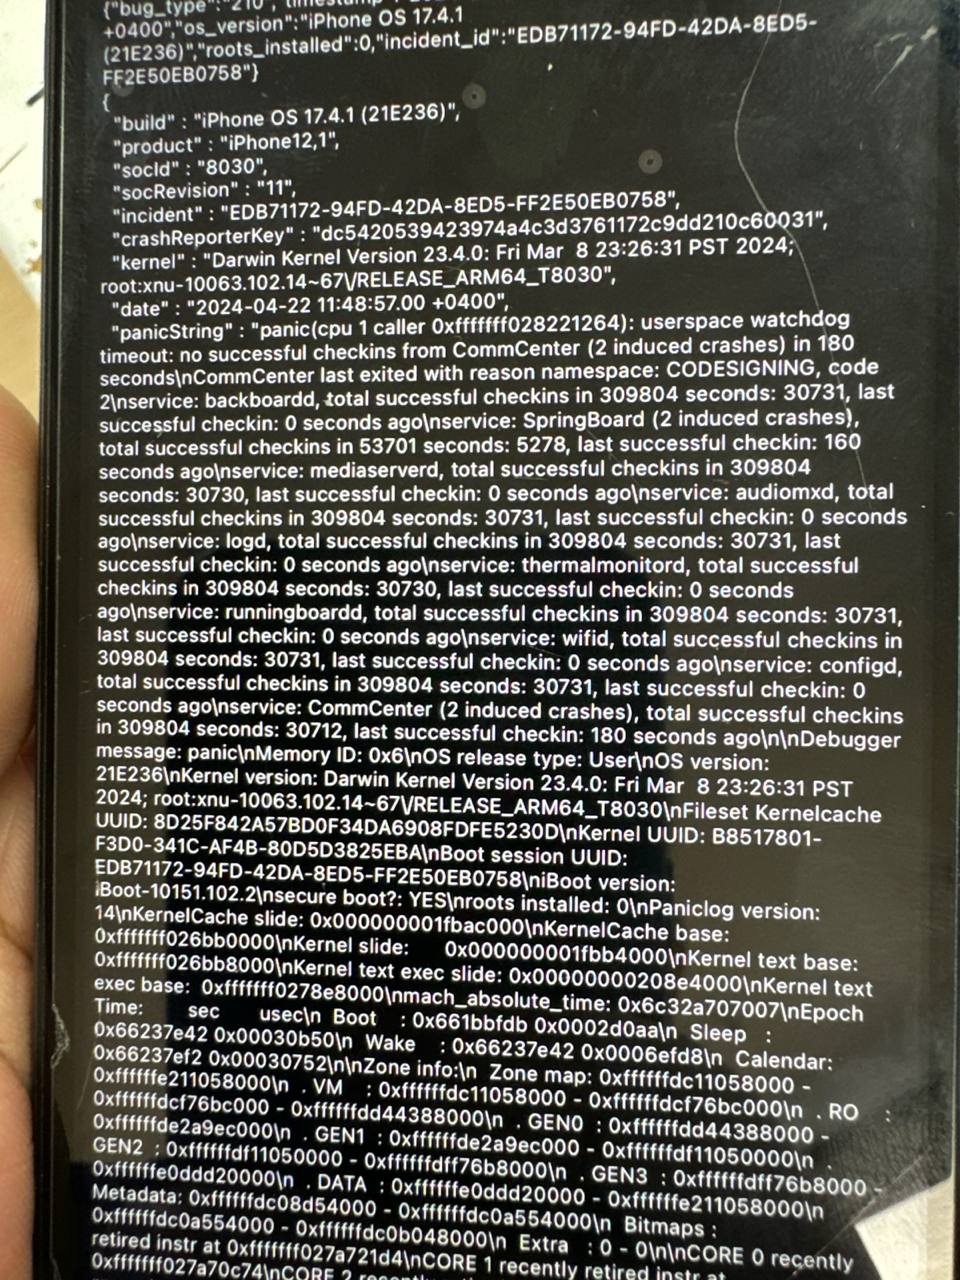 {"bug_type":"210","timestamp
+0400","os_version":"iPhone OS 17.4.1
(21E236)","roots_installed":0,"incident_id":"EDB71172-94FD-42DA-8ED5-
FF2E50EB0758"}
{
"build" : "iPhone OS 17.4.1 (21E236)",
"product" : "iPhone12,1",
"socId" : "8030",
"socRevision" : "11",
"incident" : "EDB71172-94FD-42DA-8ED5-FF2E50EB0758",
"crashReporterKey" : "dc5420539423974a4c3d3761172c9dd210c60031",
"kernel" : "Darwin Kernel Version 23.4.0: Fri Mar  8 23:26:31 PST 2024;
root:xnu-10063.102.14~67\/RELEASE_ARM64_T8030",
"date" : "2024-04-22 11:48:57.00 +0400",
"panicString" : "panic(cpu 1 caller 0xfffffff028221264): userspace watchdog
timeout: no successful checkins from CommCenter (2 induced crashes) in 180
seconds\nCommCenter last exited with reason namespace: CODESIGNING, code
2\nservice: backboardd, total successful checkins in 309804 seconds: 30731, last
successful checkin: 0 seconds ago\nservice: SpringBoard (2 induced crashes),
total successful checkins in 53701 seconds: 5278, last successful checkin: 160
seconds ago\nservice: mediaserverd, total successful checkins in 309804
seconds: 30730, last successful checkin: 0 seconds ago\nservice: audiomxd, total
successful checkins in 309804 seconds: 30731, last successful checkin: 0 seconds
ago\nservice: logd, total successful checkins in 309804 seconds: 30731, last
successful checkin: 0 seconds ago\nservice: thermalmonitord, total successful
checkins in 309804 seconds: 30730, last successful checkin: 0 seconds
ago\nservice: runningboardd, total successful checkins in 309804 seconds: 30731,
last successful checkin: 0 seconds ago\nservice: wifid, total successful checkins in
309804 seconds: 30731, last successful checkin: 0 seconds ago\nservice: configd,
total successful checkins in 309804 seconds: 30731, last successful checkin: 0
seconds ago\nservice: CommCenter (2 induced crashes), total successful checkins
in 309804 seconds: 30712, last successful checkin: 180 seconds ago\n\nDebugger
message: panic\nMemory ID: 0x6\nOS release type: User\nOS version:
21E236\nKernel version: Darwin Kernel Version 23.4.0: Fri Mar  8 23:26:31 PST
2024; root:xnu-10063.102.14~67\/RELEASE_ARM64_T8030\nFileset Kernelcache
UUID: 8D25F842A57BD0F34DA6908FDFE5230D\nKernel UUID: B8517801-
F3D0-341C-AF4B-80D5D3825EBA\nBoot session UUID:
EDB71172-94FD-42DA-8ED5-FF2E50EB0758\niBoot version:
iBoot-10151.102.2\nsecure boot?: YES\nroots installed: 0\nPaniclog version:
14\nKernelCache slide: 0x000000001fbac000\nKernelCache base:
0xfffffff026bb0000\nKernel slide:      0x000000001fbb4000\nKernel text base:
0xfffffff026bb8000\nKernel text exec slide: 0x00000000208e4000\nKernel text
exec base:  0xfffffff0278e8000\nmach_absolute_time: 0x6c32a707007\nEpoch
Time:        sec       usec\n  Boot    : 0x661bbfdb 0x0002d0aa\n  Sleep   :
0x66237e42 0x00030b50\n  Wake    : 0x66237e42 0x0006efd8\n  Calendar:
0x66237ef2 0x00030752\n\nZone info:\n  Zone map: 0xffffffdc11058000 -
0xffffffe211058000\n  . VM    : 0xffffffdc11058000 - 0xffffffdcf76bc000\n  . RO    :
0xffffffdcf76bc000 - 0xffffffdd44388000\n  . GEN0  : 0xffffffdd44388000 -
0xffffffde2a9ec000\n  . GEN1  : 0xffffffde2a9ec000 - 0xffffffdf11050000\n  .
GEN2  : 0xffffffdf11050000 - 0xffffffdff76b8000\n  . GEN3  : 0xffffffdff76b8000 -
0xffffffe0ddd20000\n  . DATA  : 0xffffffe0ddd20000 - 0xffffffe211058000\n
Metadata: 0xffffffdc08d54000 - 0xffffffdc0a554000\n  Bitmaps :
0xffffffdc0a554000 - 0xffffffdc0b048000\n  Extra   : 0 - 0\n\nCORE 0 recently
retired instr at 0xfffffff027a721d4\nCORE 1 recently retired instr at
0xfffffff027a70c74\nCORE 2 recently